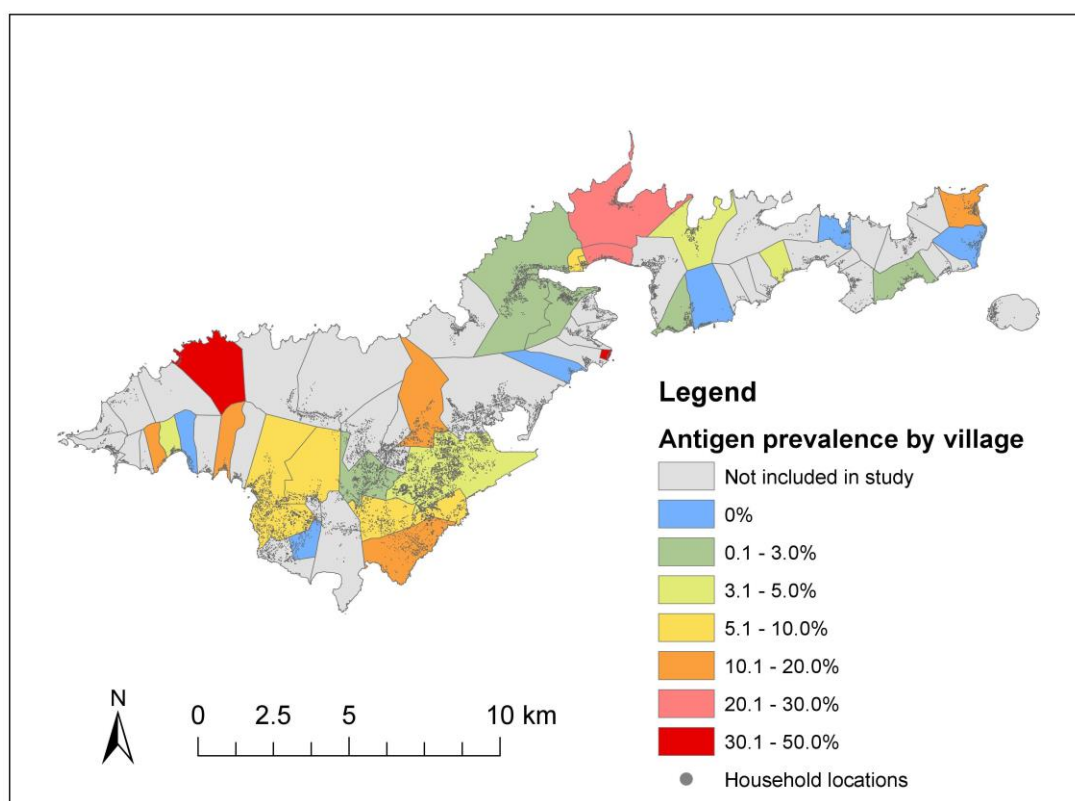 Legend
Antigen prevalence by village
Not included in study
0%
0.1 - 3.0%
3.1 - 5.0%
5.1 - 10.0%
10.1 - 20.0%
20.1 - 30.0%
30.1 - 50.0%
Household locations
N
0 2.5 5 10 km